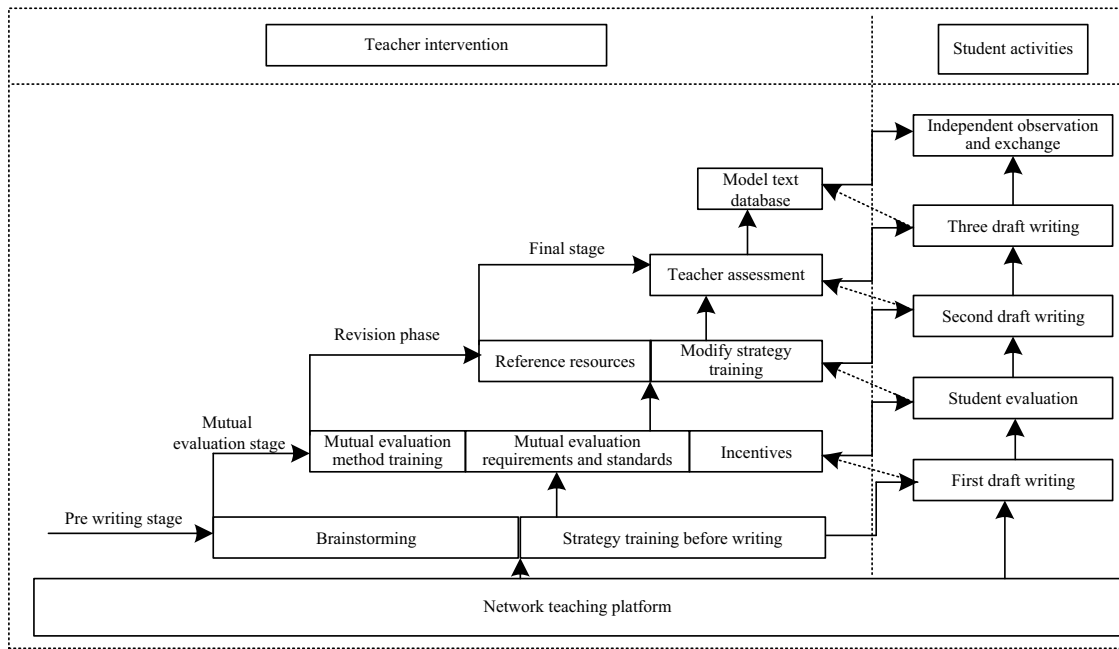 Teacher intervention
Student activities
Independent observation
and exchange
Model text
database
Three draft writing
Final stage
Teacher assessment
Second draft writing
Revision phase
Reference resources
Modify strategy
training
Student evaluation
Mutual
evaluation stage
Mutual evaluation
method training
Mutual evaluation
requirements and standards
Incentives
First draft writing
Pre writing stage
Brainstorming
Strategy training before writing
Network teaching platform